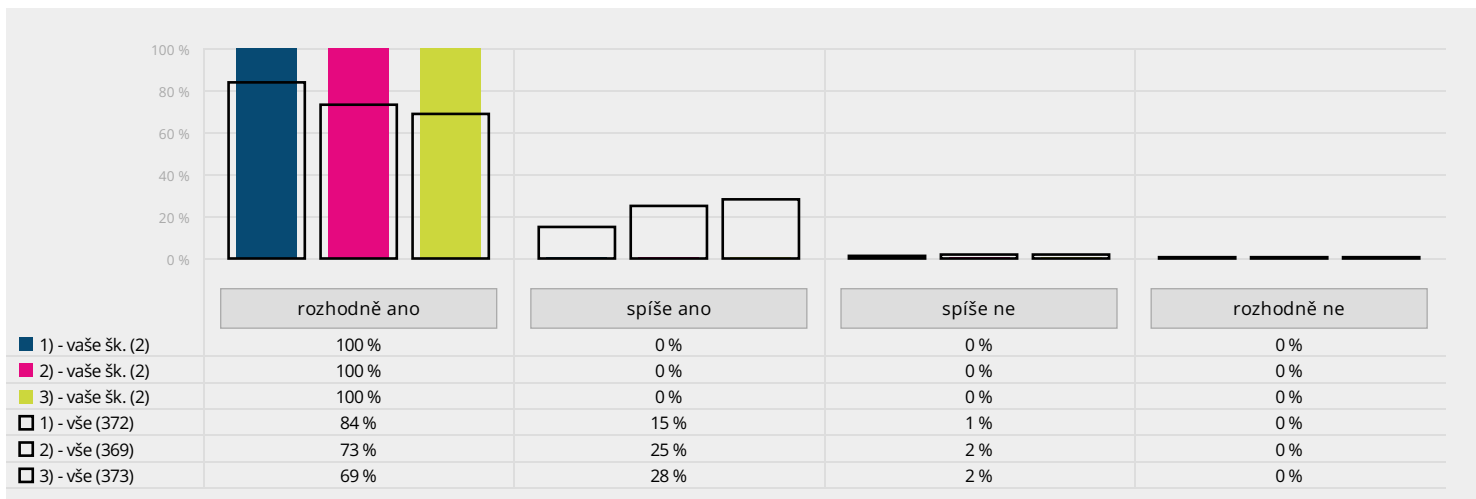 100 %
80 %
60 %
40 %
20 %
0 %
rozhodně ano spíše ano spíše ne rozhodně ne
1) - vaše šk. (2) 100 % 0 % 0 % 0 %
2) - vaše šk. (2) 100 % 0 % 0 % 0 %
3) - vaše šk. (2) 100 % 0 % 0 % 0 %
1) - vše (372) 84 % 15 % 1 % 0 %
2) - vše (369) 73 % 25 % 2 % 0 %
3) - vše (373) 69 % 28 % 2 % 0 %